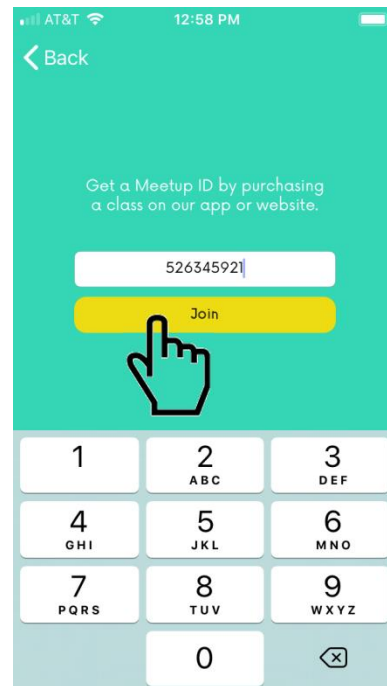 AT&T 12:58 PM
Back
Get a Meetup ID by purchasing
a class on our app or website.
526345921
Join
1 2 3
ABC DEF
4 5 6
GHI JKL MNO
7 8 9
PQRS TUV WXYZ
0